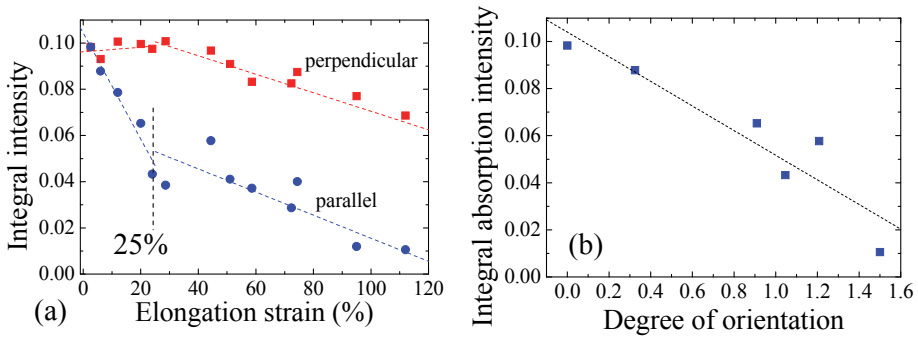 Integral intensity
0.10
0.08
0.06
0.04
0.02
0.00
perpendicular
parallel
25%
0 20 40 60 80 100 120
(a) Elongation strain (%)
Integral absorption intensity
0.10
0.08
0.06
0.04
0.02
0.00
(b)
0.0 0.2 0.4 0.6 0.8 1.0 1.2 1.4 1.6
Degree of orientation